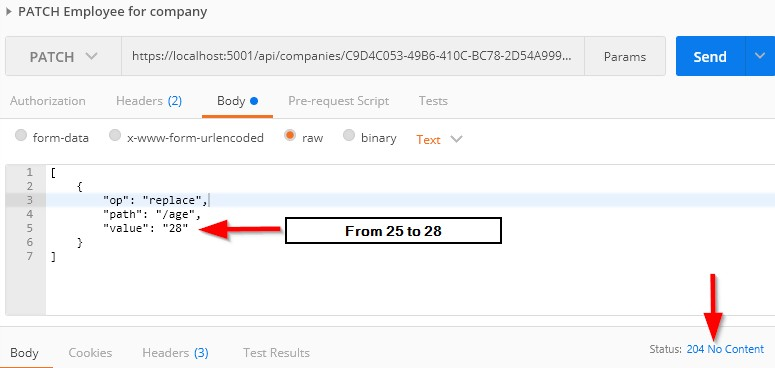 PATCH Employee for company
PATCH https://localhost:5001/api/companies/C9D4C053-49B6-410C-BC78-2D54A999... Params Send
Authorization Headers (2) Body Pre-request Script Tests
form-data x-www-form-urlencoded raw binary Text
1 [
2 {
3 "op": "replace",
4 "path": "/age",
5 "value": "28" From 25 to 28
6 }
7 ]
Body Cookies Headers (3) Test Results Status: 204 No Content